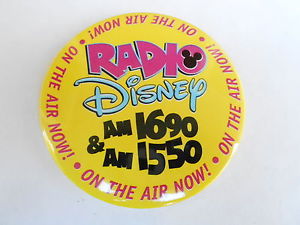 RADIO
DISNEY
AM 1690
& AM 1550
• ON THE AIR NOW! • ON THE AIR NOW! • ON THE AIR NOW! • ON THE AIR NOW!